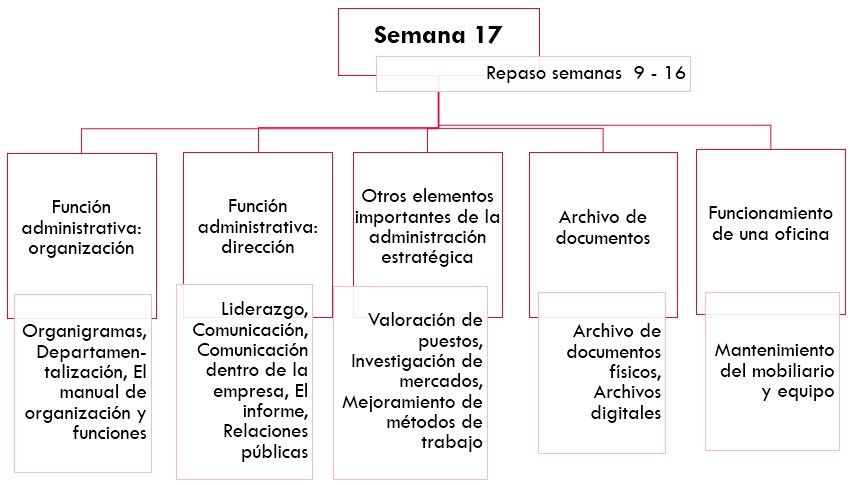 Semana 17
Repaso semanas 9 - 16
Función
administrativa:
organización
Organigramas,
Departamen-
talización, El
manual de
organización y
funciones
Función
administrativa:
dirección
Liderazgo,
Comunicación,
Comunicación
dentro de la
empresa, El
informe,
Relaciones
públicas
Otros elementos
importantes de la
administración
estratégica
Valoración de
puestos,
Investigación de
mercados,
Mejoramiento de
métodos de
trabajo
Archivo de
documentos
Archivo de
documentos
físicos,
Archivos
digitales
Funcionamiento
de una oficina
Mantenimiento
del mobiliario
y equipo